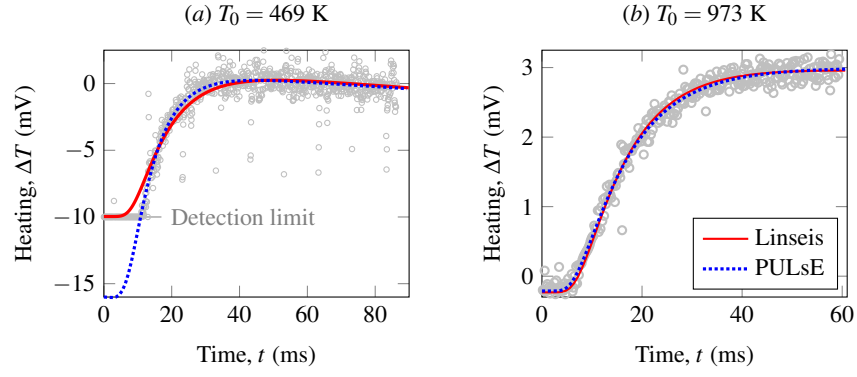 (a) T₀ = 469 K
(b) T₀ = 973 K
Heating, ΔT (mV)
0
−5
−10
−15
Detection limit
0 20 40 60 80
Time, t (ms)
Heating, ΔT (mV)
3
2
1
0
Linseis
PULsE
0 20 40 60
Time, t (ms)